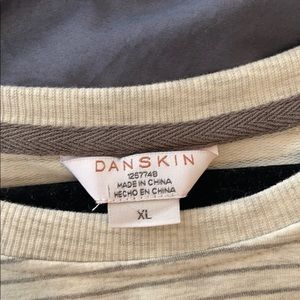 DANSKIN
1257748
MADE IN CHINA
HECHO EN CHINA
XL